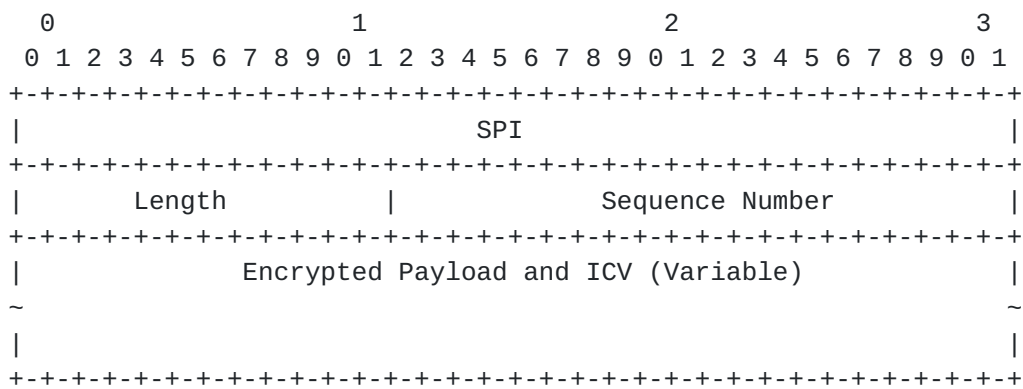 0                   1                   2                   3
 0 1 2 3 4 5 6 7 8 9 0 1 2 3 4 5 6 7 8 9 0 1 2 3 4 5 6 7 8 9 0 1
+-+-+-+-+-+-+-+-+-+-+-+-+-+-+-+-+-+-+-+-+-+-+-+-+-+-+-+-+-+-+-+-+
|                             SPI                               |
+-+-+-+-+-+-+-+-+-+-+-+-+-+-+-+-+-+-+-+-+-+-+-+-+-+-+-+-+-+-+-+-+
|       Length          |             Sequence Number           |
+-+-+-+-+-+-+-+-+-+-+-+-+-+-+-+-+-+-+-+-+-+-+-+-+-+-+-+-+-+-+-+-+
|              Encrypted Payload and ICV (Variable)             |
~                                                               ~
|                                                               |
+-+-+-+-+-+-+-+-+-+-+-+-+-+-+-+-+-+-+-+-+-+-+-+-+-+-+-+-+-+-+-+-+